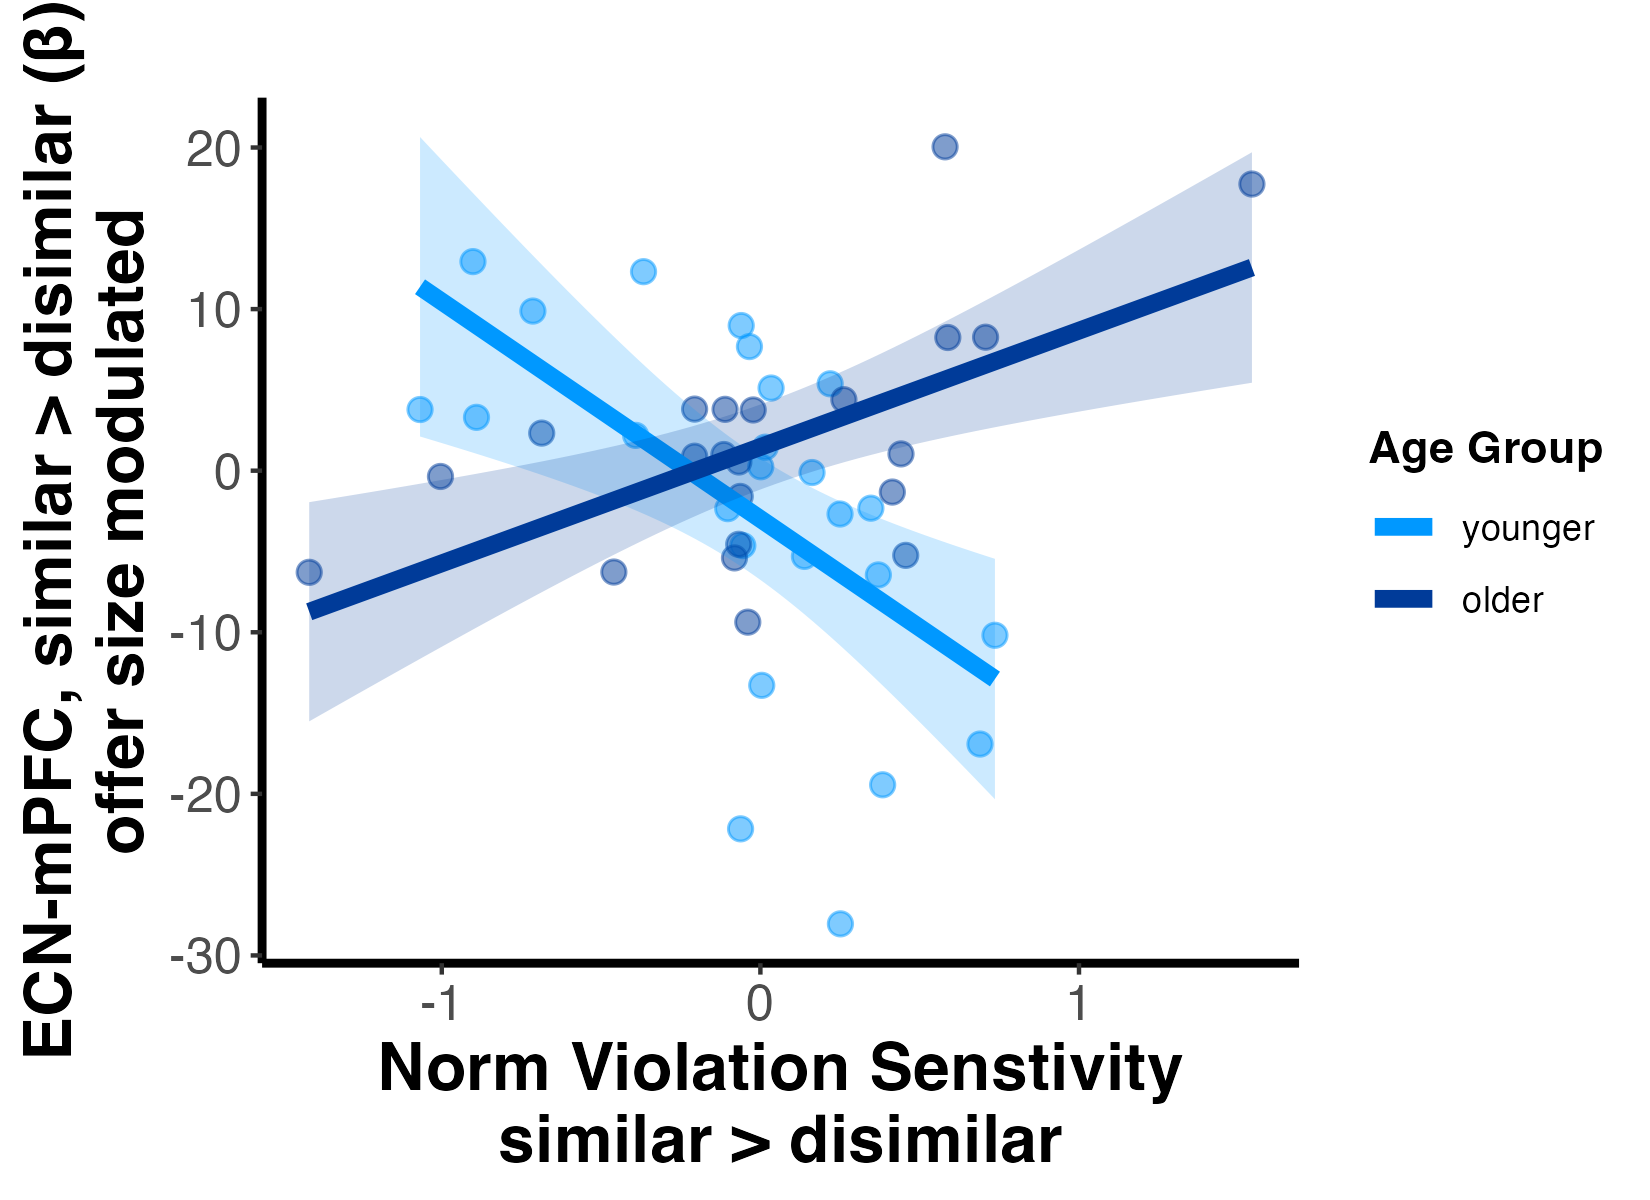 ECN-mPFC, similar > disimilar (β)
offer size modulated
20
10
0
-10
-20
-30
-1
0
1
Norm Violation Senstivity
similar > disimilar
Age Group
younger
older